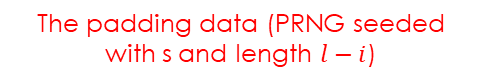 The padding data (PRNG seeded
with s and length l − i)